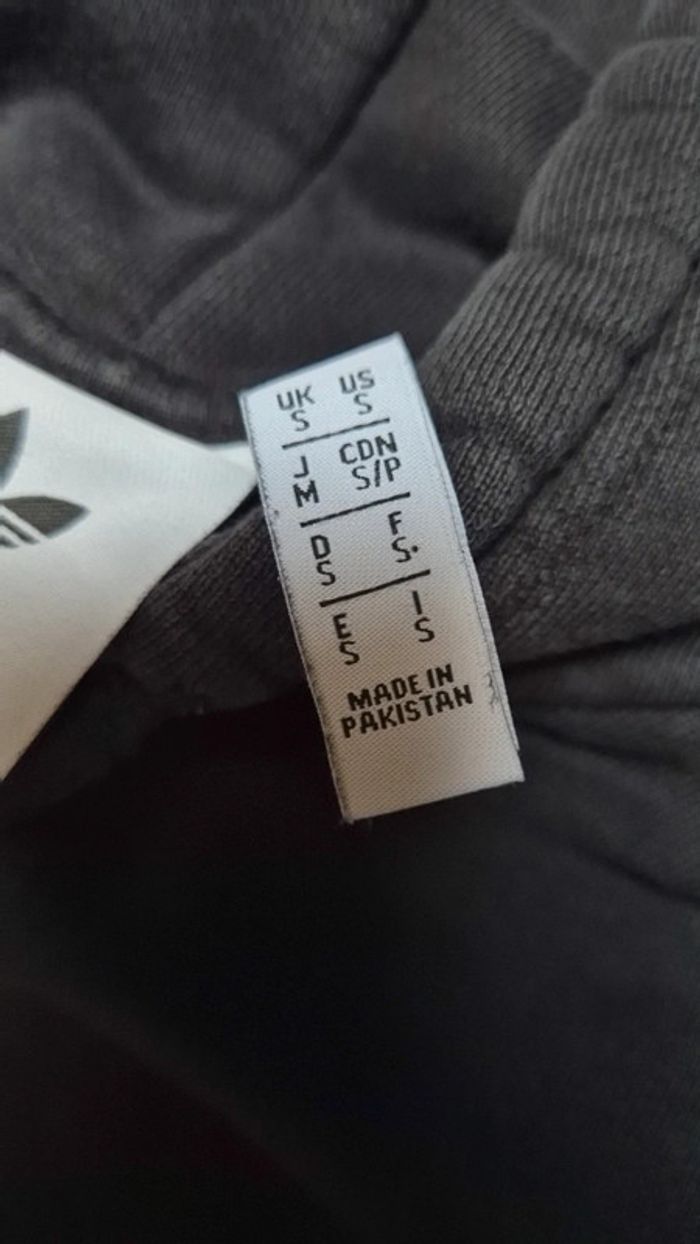 UK US
S S
J CDN
M S/P
D F
S S.
E I
S S
MADE IN
PAKISTAN